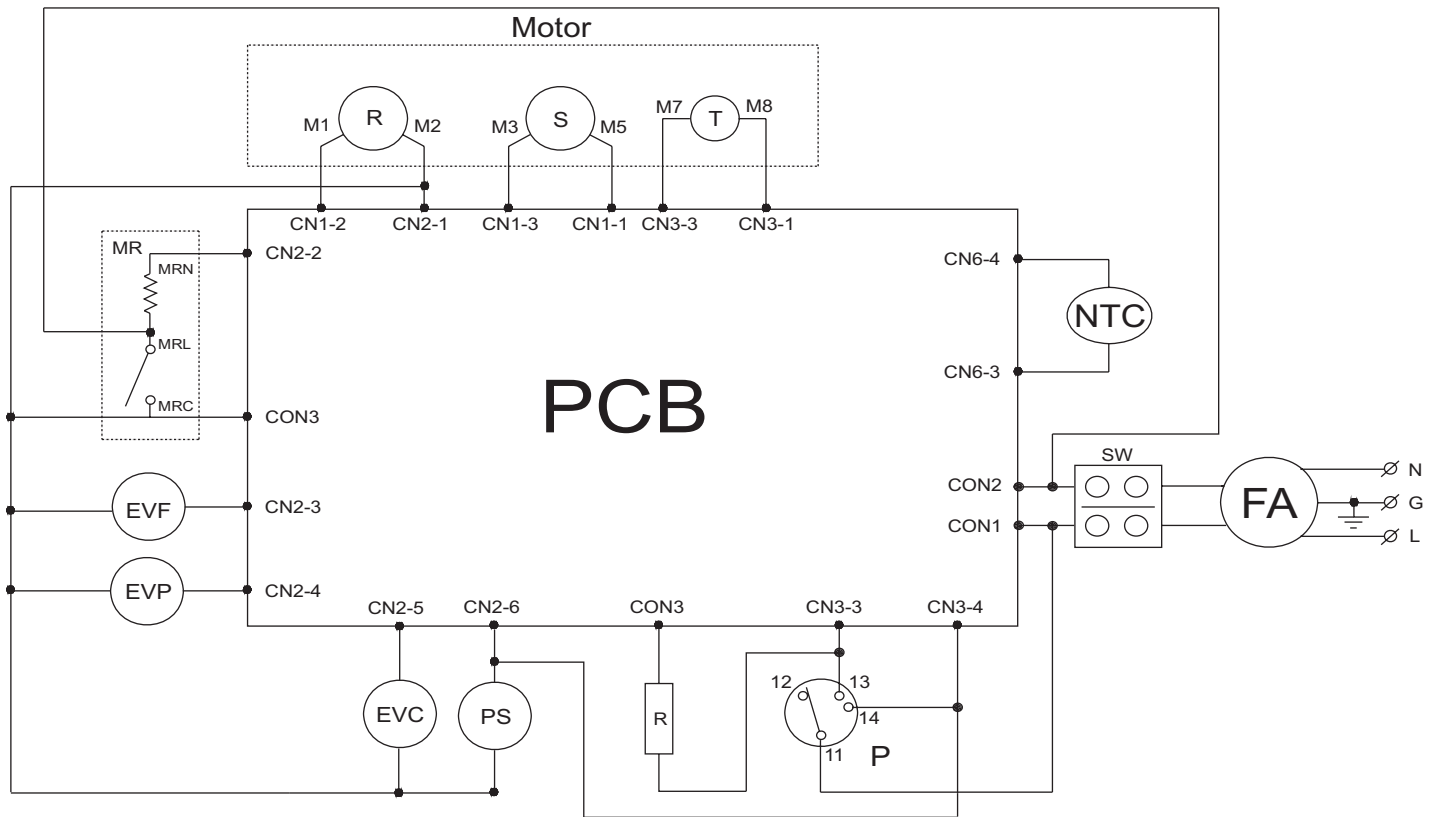 Motor
M1 R M2 M3 S M5 M7 T M8
CN1-2 CN2-1 CN1-3 CN1-1 CN3-3 CN3-1
MR
MRN
CN2-2
CN6-4
NTC
MRL
CN6-3
MRC
CON3
PCB
SW
CON2
CON1
FA
N
G
L
EVF
CN2-3
EVP
CN2-4
CN2-5 CN2-6 CON3 CN3-3 CN3-4
EVC
PS
R
12 13
14
11
P